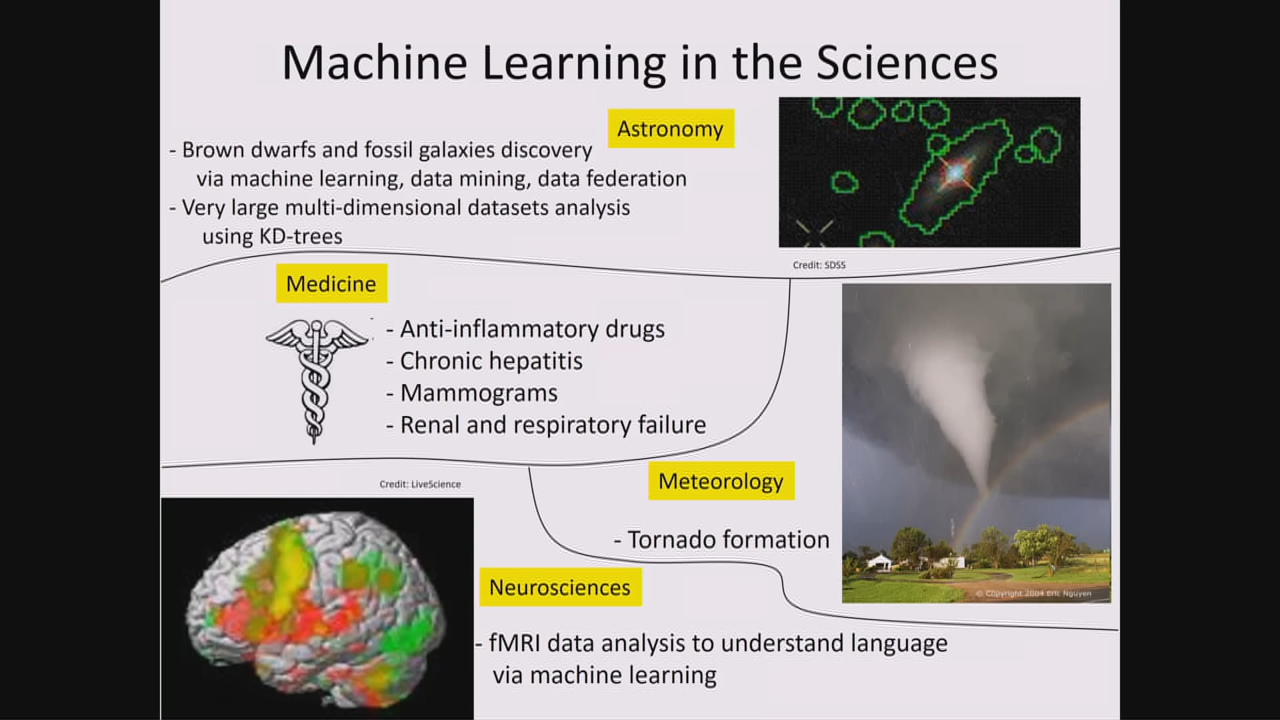 Machine Learning in the Sciences
Astronomy
- Brown dwarfs and fossil galaxies discovery
via machine learning, data mining, data federation
- Very large multi-dimensional datasets analysis
using KD-trees
Credit: SDSS
Medicine
- Anti-inflammatory drugs
- Chronic hepatitis
- Mammograms
- Renal and respiratory failure
Meteorology
- Tornado formation
© Copyright 2004 Eric Nguyen
Credit: LiveScience
Neurosciences
- fMRI data analysis to understand language
via machine learning